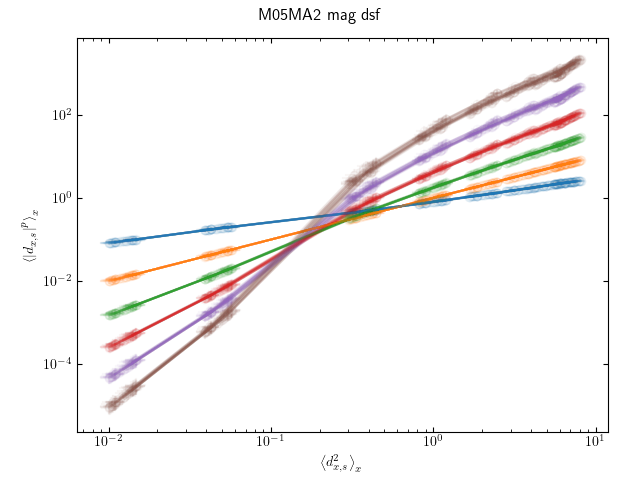 M05MA2 mag dsf
⟨|d_{x,s}|^p⟩_x
10^2
10^0
10^{-2}
10^{-4}
10^{-2} 10^{-1} 10^0 10^1
⟨d^2_{x,s}⟩_x